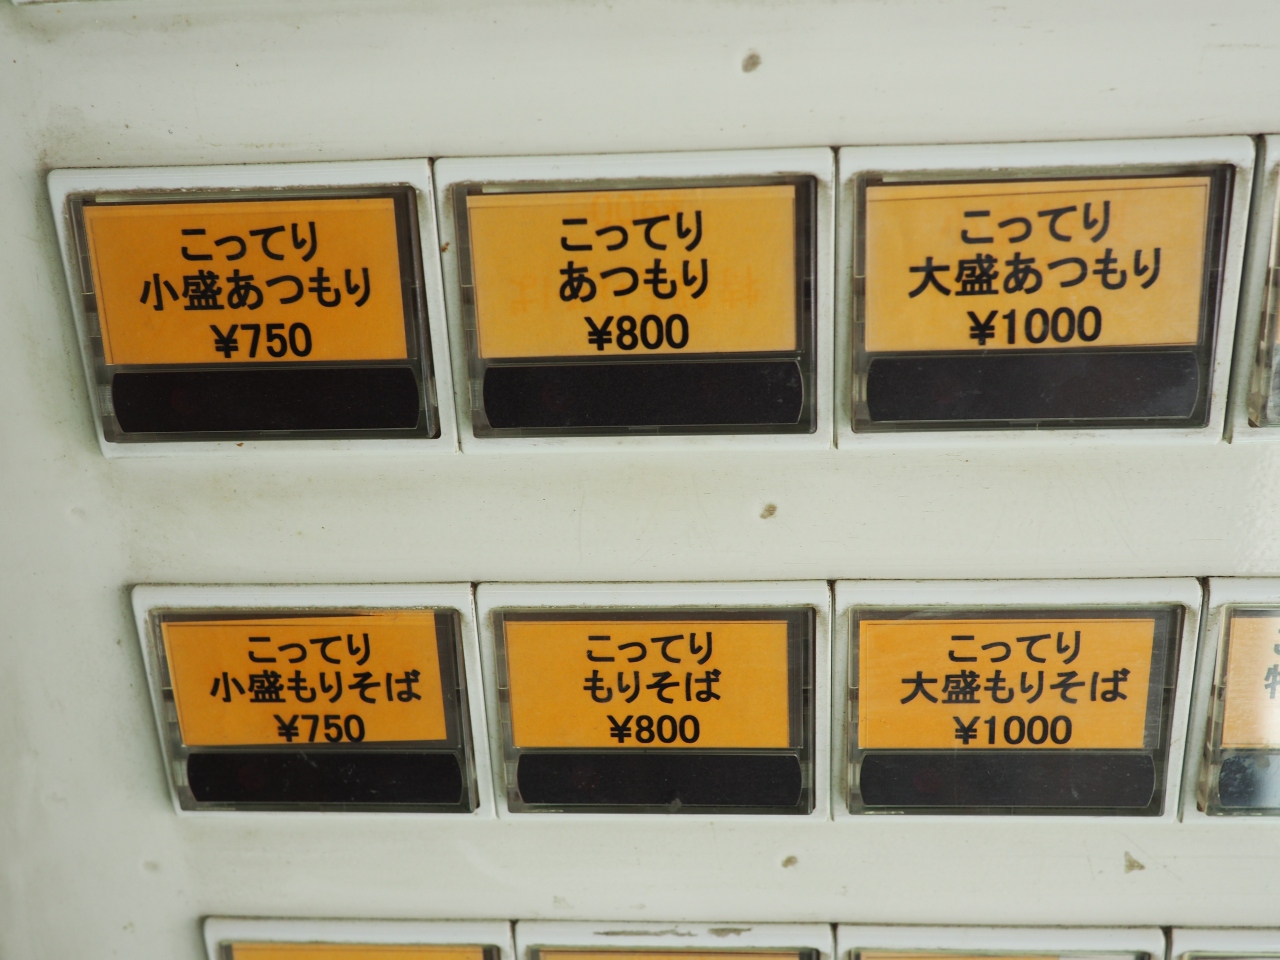 こってり
小盛あつもり
¥750
こってり
あつもり
¥800
こってり
大盛あつもり
¥1000
こってり
小盛もりそば
¥750
こってり
もりそば
¥800
こってり
大盛もりそば
¥1000